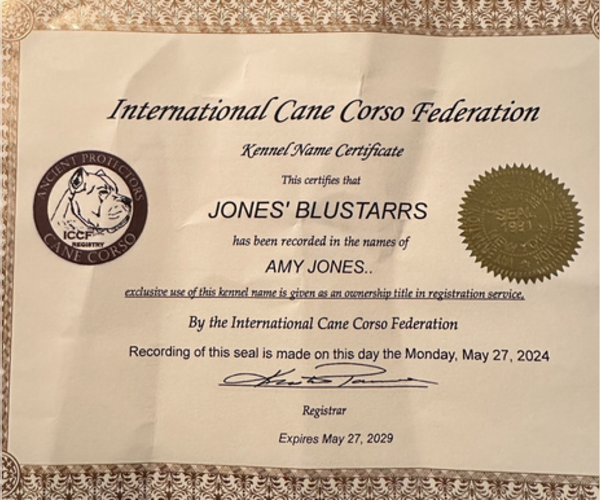 International Cane Corso Federation
Kennel Name Certificate
This certifies that
JONES' BLUSTARRS
has been recorded in the names of
AMY JONES..
exclusive use of this kennel name is given as an ownership title in registration service,
By the International Cane Corso Federation
Recording of this seal is made on this day the Monday, May 27, 2024
Registrar
Expires May 27, 2029
ANCIENT PROTECTORS
ICCF
REGISTRY
CANE CORSO
1991